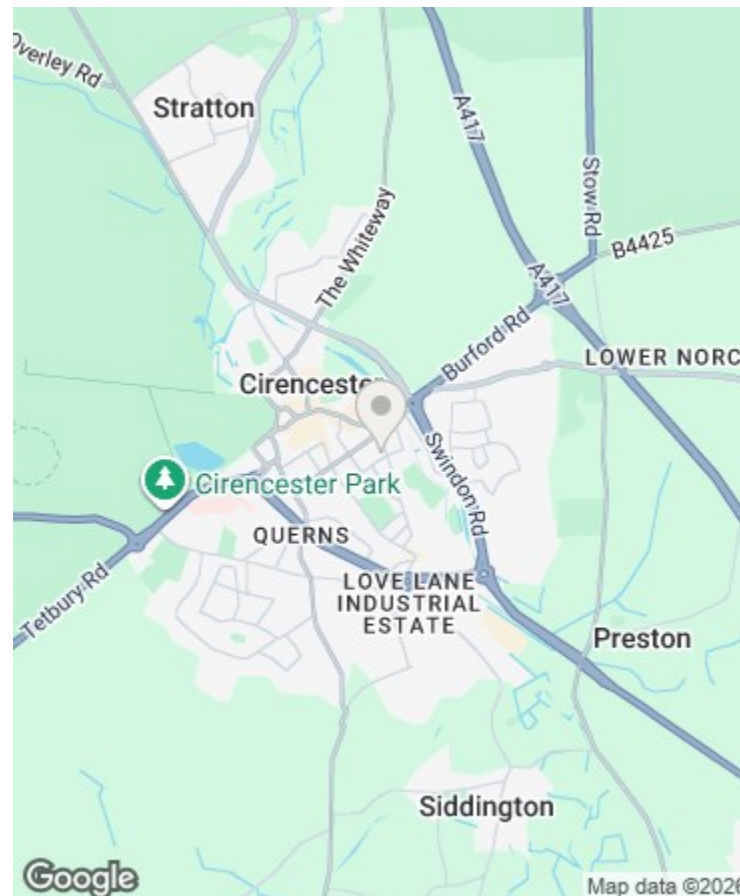 Overley Rd
Stratton
A417
Stow Rd
The Whiteway
B4425
A417
Burford Rd
LOWER NORC
Cirencester
Swindon Rd
Cirencester Park
QUERNS
LOVE LANE
INDUSTRIAL
ESTATE
Tetbury Rd
Preston
Siddington
Google
Map data ©2026